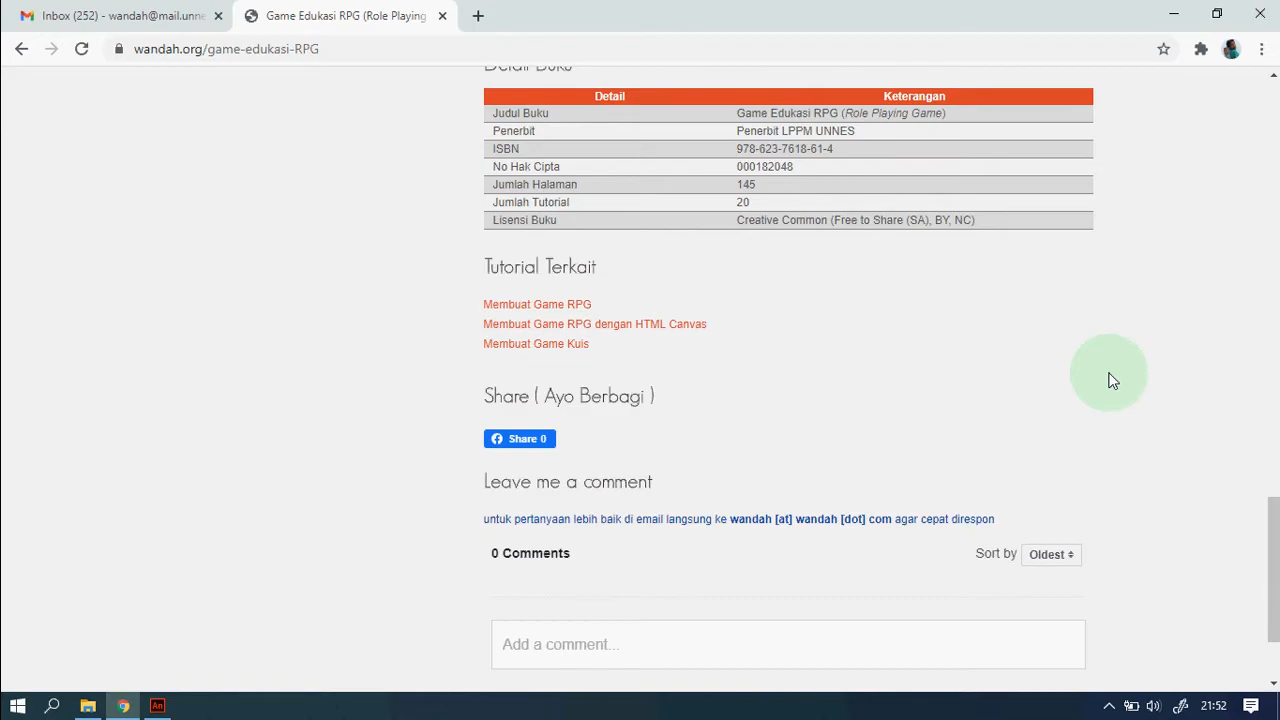 Inbox (252) - wandah@mail.unne
Game Edukasi RPG (Role Playing
wandah.org/game-edukasi-RPG
Detail Buku
Detail Keterangan
Judul Buku Game Edukasi RPG (Role Playing Game)
Penerbit Penerbit LPPM UNNES
ISBN 978-623-7618-61-4
No Hak Cipta 000182048
Jumlah Halaman 145
Jumlah Tutorial 20
Lisensi Buku Creative Common (Free to Share (SA), BY, NC)
Tutorial Terkait
Membuat Game RPG
Membuat Game RPG dengan HTML Canvas
Membuat Game Kuis
Share ( Ayo Berbagi )
Share 0
Leave me a comment
untuk pertanyaan lebih baik di email langsung ke wandah [at] wandah [dot] com agar cepat direspon
0 Comments Sort by Oldest
Add a comment...
An 21:52